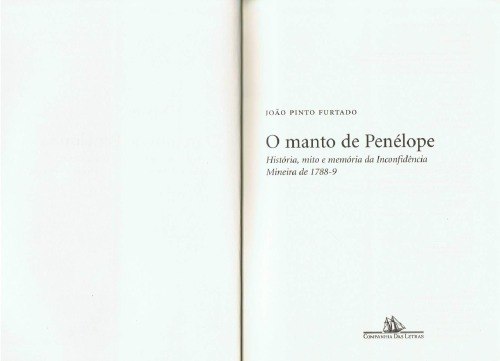 JOÃO PINTO FURTADO
O manto de Penélope
História, mito e memória da Inconfidência
Mineira de 1788-9
COMPANHIA DAS LETRAS